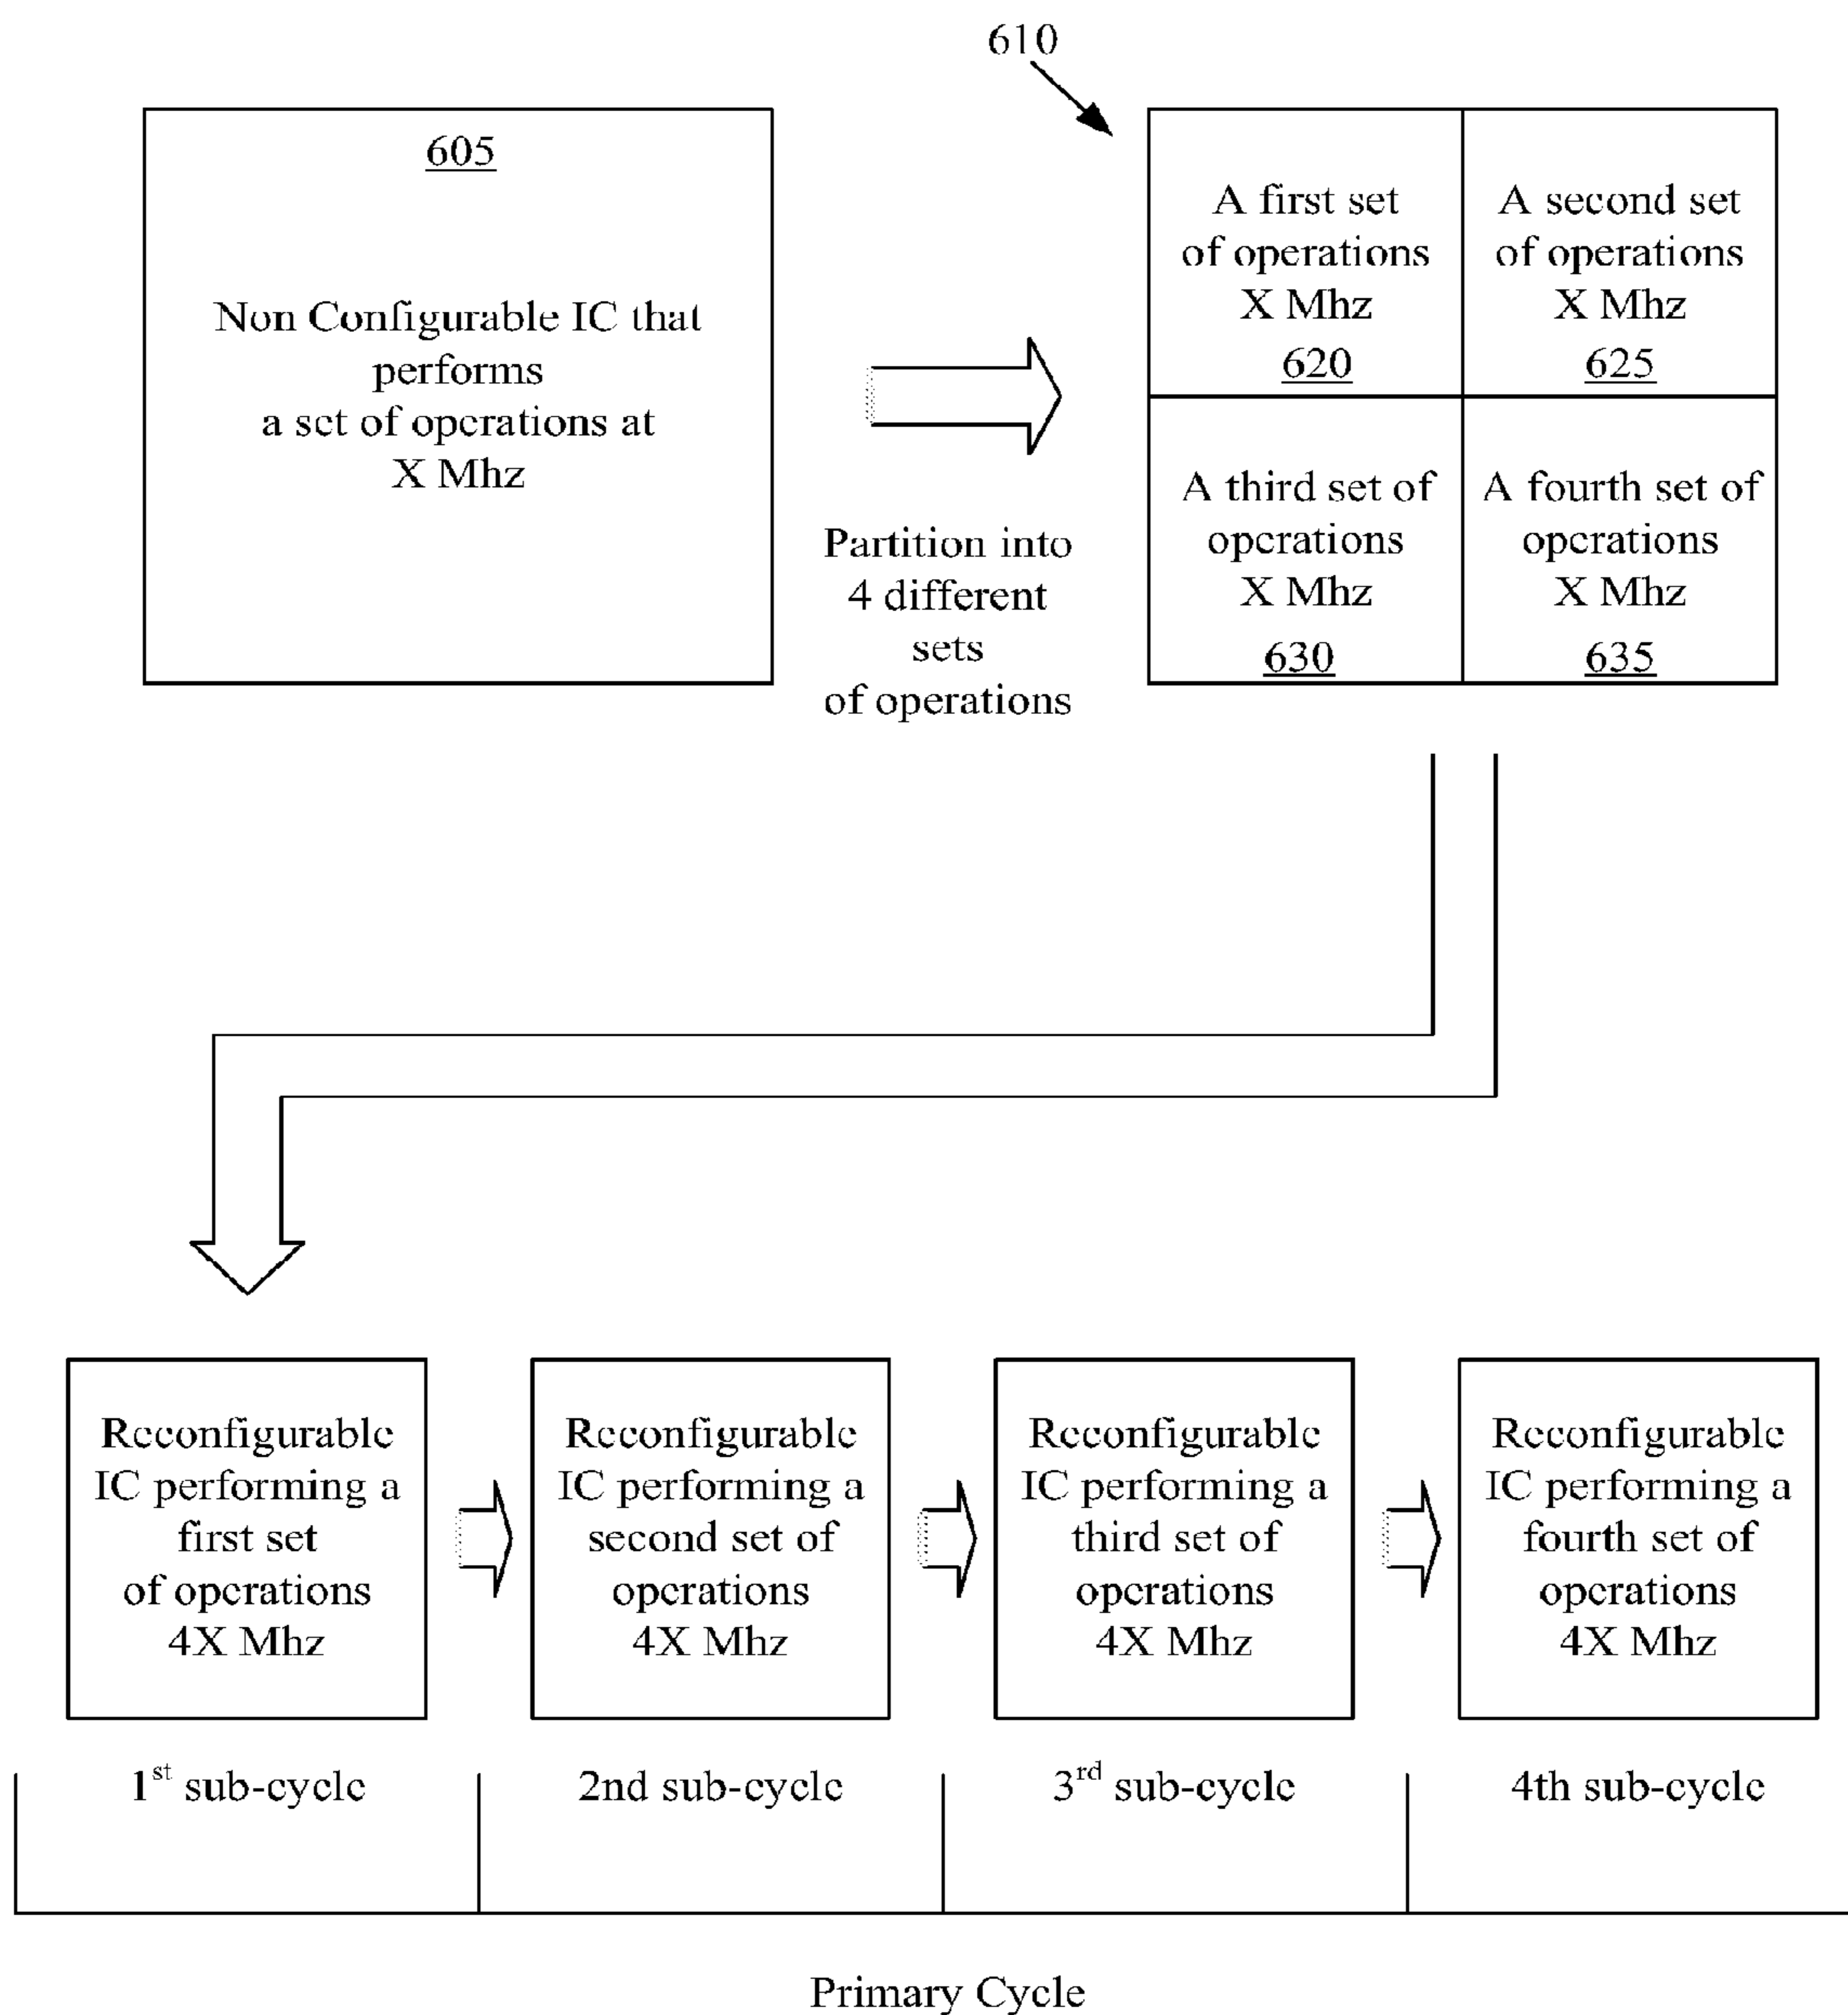 610
605
Non Configurable IC that
performs
a set of operations at
X Mhz
Partition into
4 different
sets
of operations
A first set
of operations
X Mhz
620
A second set
of operations
X Mhz
625
A third set of
operations
X Mhz
630
A fourth set of
operations
X Mhz
635
Reconfigurable
IC performing a
first set
of operations
4X Mhz
Reconfigurable
IC performing a
second set of
operations
4X Mhz
Reconfigurable
IC performing a
third set of
operations
4X Mhz
Reconfigurable
IC performing a
fourth set of
operations
4X Mhz
1st sub-cycle
2nd sub-cycle
3rd sub-cycle
4th sub-cycle
Primary Cycle